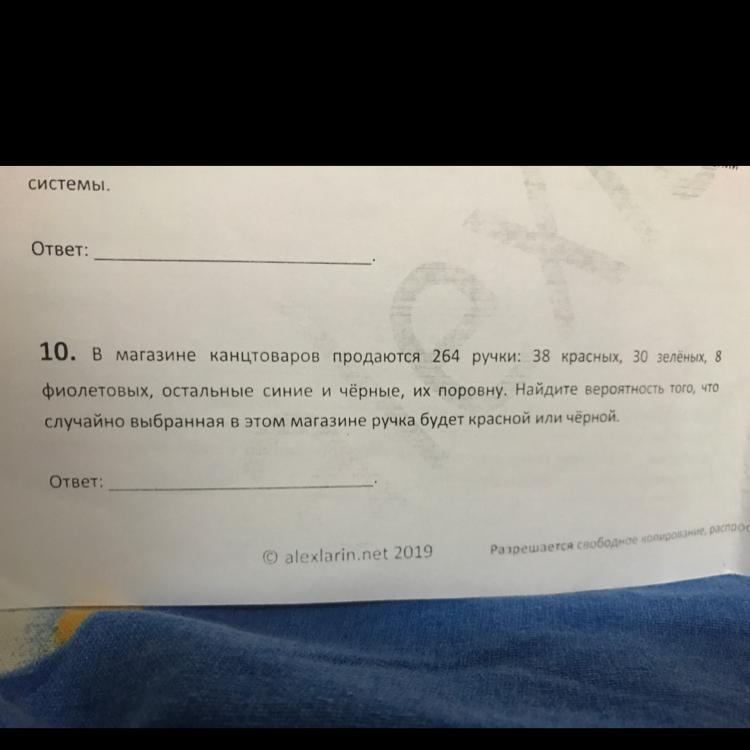 системы.
Ответ:
10. В магазине канцтоваров продаются 264 ручки: 38 красных, 30 зелёных, 8
фиолетовых, остальные синие и чёрные, их поровну. Найдите вероятность того, что
случайно выбранная в этом магазине ручка будет красной или чёрной.
Ответ:
© alexlarin.net 2019
Разрешается свободное копирование,